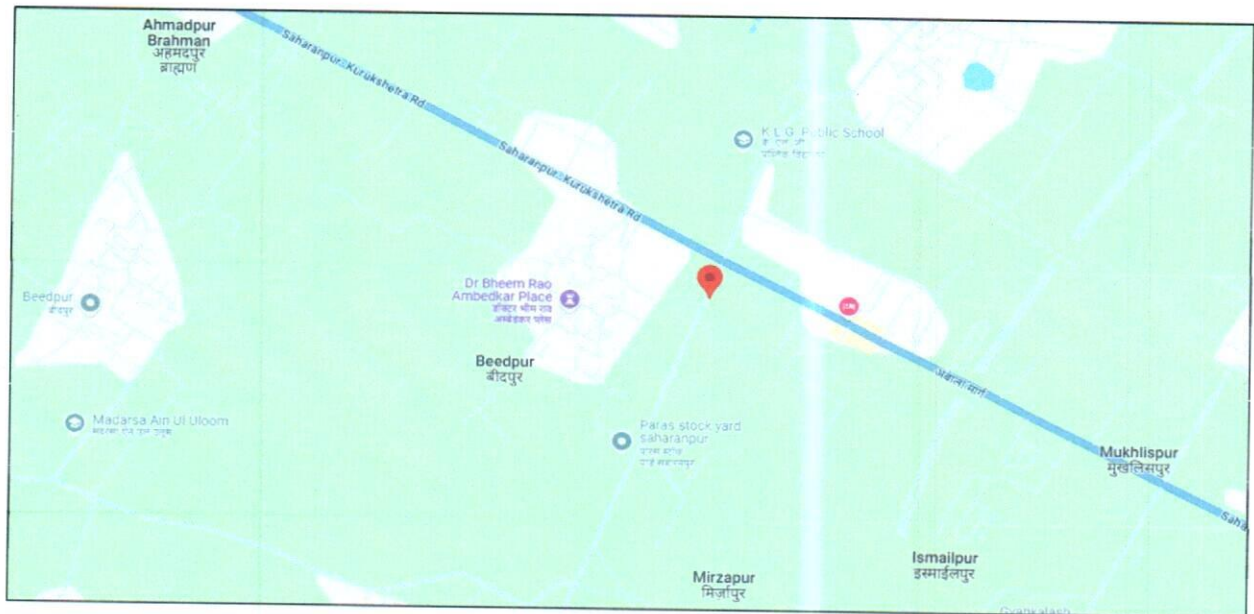 Ahmadpur
Brahman
अहमदपुर
ब्राह्मण
Saharanpur - Kurukshetra Rd
Saharanpur - Kurukshetra Rd
K.L.G. Public School
Dr Bheem Rao
Ambedkar Place
डॉक्टर भीम राव
अम्बेडकर प्लेस
Beedpur
बीदपुर
Beedpur
बीदपुर
अंबाला मार्ग
Madarsa Ain Ul Uloom
Paras stock yard
saharanpur
Mukhlispur
मुखलिसपुर
Saha
Ismailpur
इस्माईलपुर
Mirzapur
मिर्ज़ापुर
Gyankalash